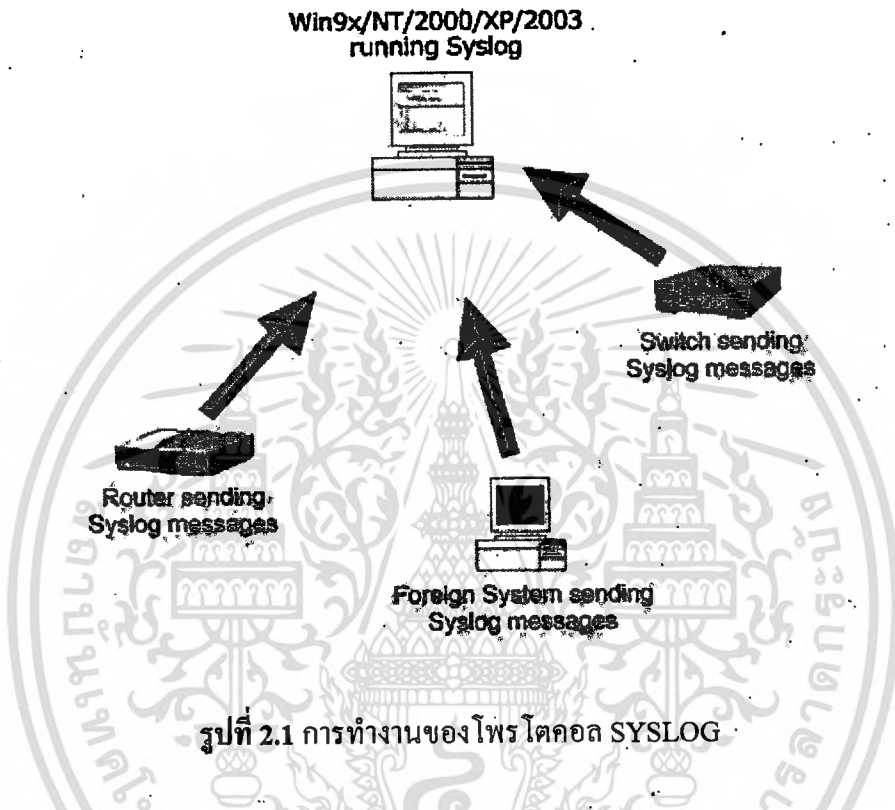 Win9x/NT/2000/XP/2003
running Syslog
Switch sending
Syslog messages
Router sending
Syslog messages
Foreign System sending
Syslog messages
รูปที่ 2.1 การทำงานของโพรโตคอล SYSLOG